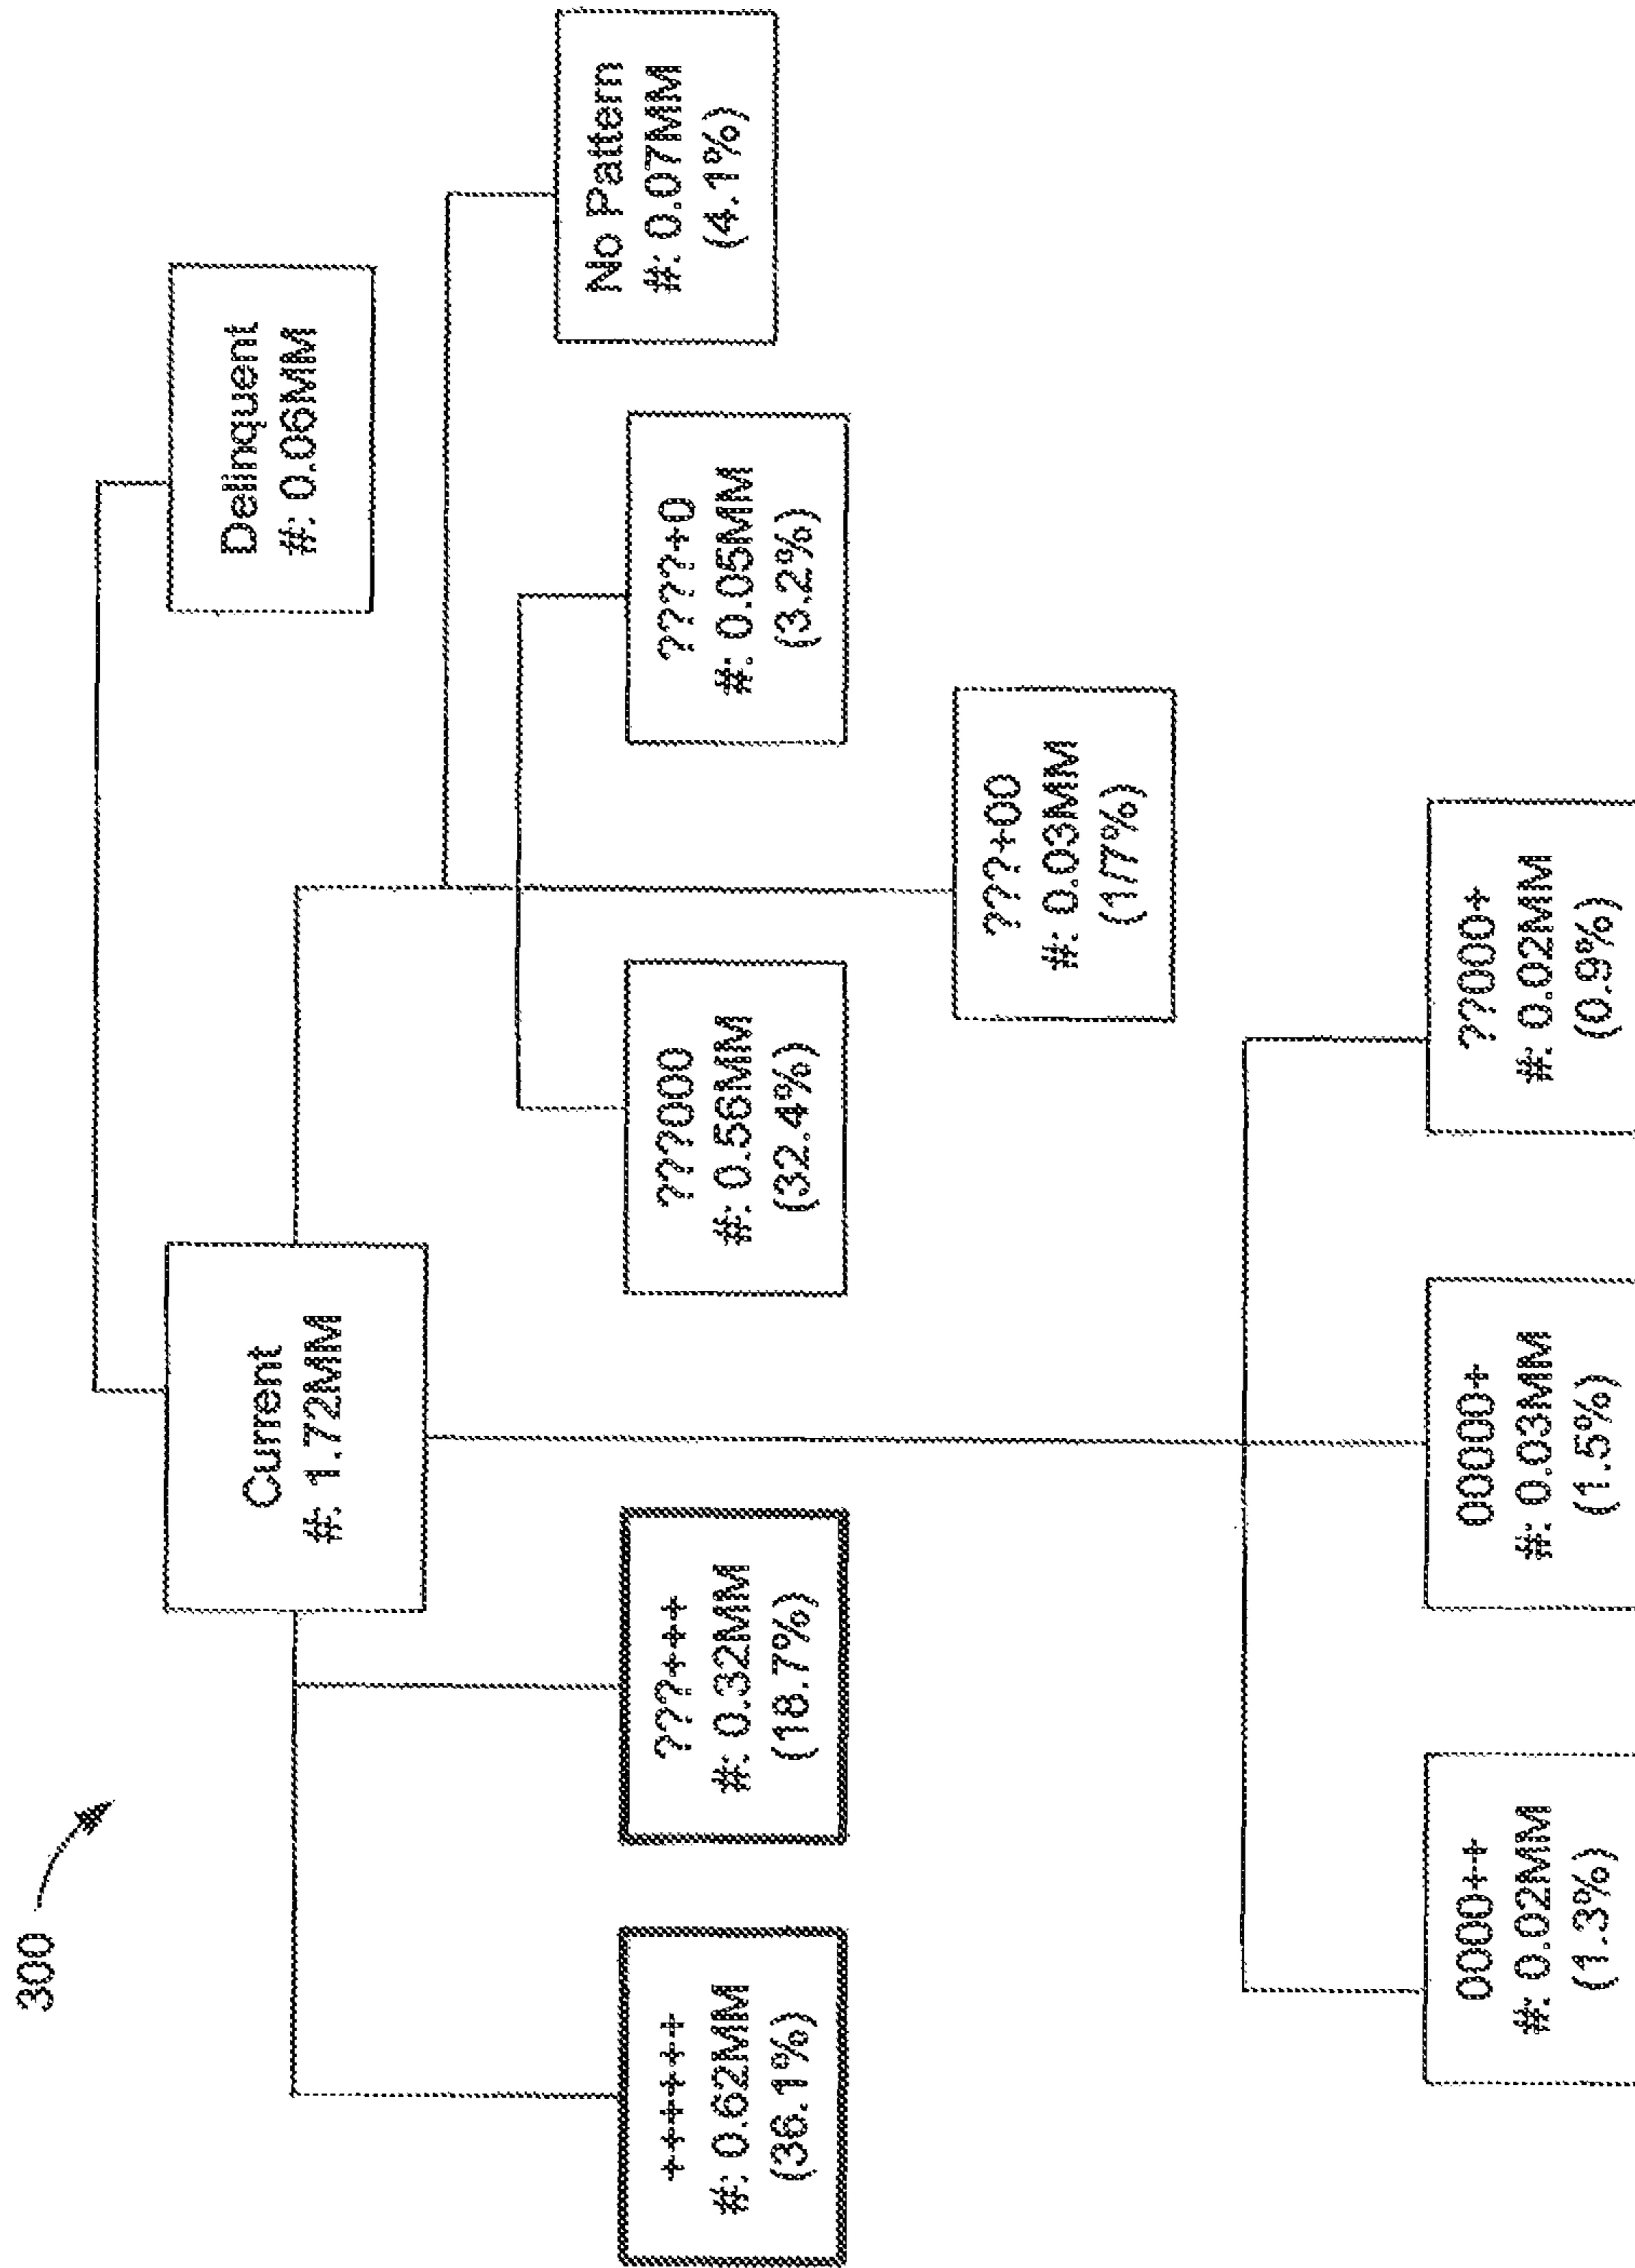 300
Current
#: 1.72MM
Delinquent
#: 0.06MM
No Pattern
#: 0.07MM
(4.1%)
++++++
#: 0.62MM
(36.1%)
???+++
#: 0.32MM
(18.7%)
???000
#: 0.56MM
(32.4%)
????+0
#: 0.05MM
(3.2%)
???+00
#: 0.03MM
(1/7%)
0000++
#: 0.02MM
(1.3%)
00000+
#: 0.03MM
(1.5%)
??000+
#: 0.02MM
(0.9%)